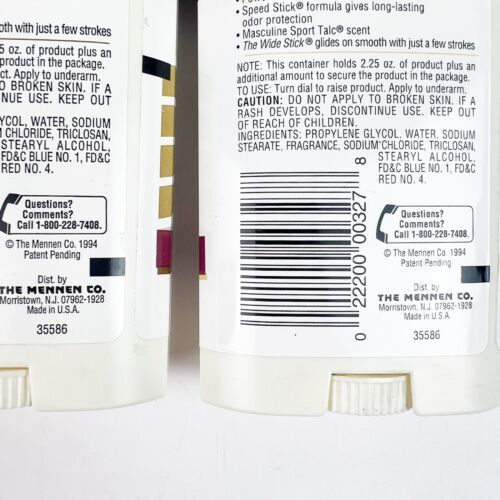 oth with just a few strokes
5 oz. of product plus an
product in the package.
ct. Apply to underarm.
N SKIN. IF A
NUE USE. KEEP OUT
YCOL, WATER, SODIUM
CHLORIDE, TRICLOSAN,
STEARYL ALCOHOL,
FD&C BLUE NO. 1, FD&C
RED NO. 4.
Questions?
Comments?
Call 1-800-228-7408.
© The Mennen Co. 1994
Patent Pending
Dist. by
THE MENNEN CO.
Morristown, N.J. 07962-1928
Made in U.S.A.
35586
• Speed Stick® formula gives long-lasting
odor protection
• Masculine Sport Talc® scent
• The Wide Stick® glides on smooth with just a few strokes
NOTE: This container holds 2.25 oz. of product plus an
additional amount to secure the product in the package.
TO USE: Turn dial to raise product. Apply to underarm.
CAUTION: DO NOT APPLY TO BROKEN SKIN. IF A
RASH DEVELOPS, DISCONTINUE USE. KEEP OUT
OF REACH OF CHILDREN.
INGREDIENTS: PROPYLENE GLYCOL, WATER, SODIUM
STEARATE, FRAGRANCE, SODIUM CHLORIDE, TRICLOSAN,
STEARYL ALCOHOL,
FD&C BLUE NO. 1, FD&C
RED NO. 4.
0 22200 00327 8
Questions?
Comments?
Call 1-800-228-7408.
© The Mennen Co. 1994
Patent Pending
Dist. by
THE MENNEN CO.
Morristown, N.J. 07962-1928
Made in U.S.A.
35586